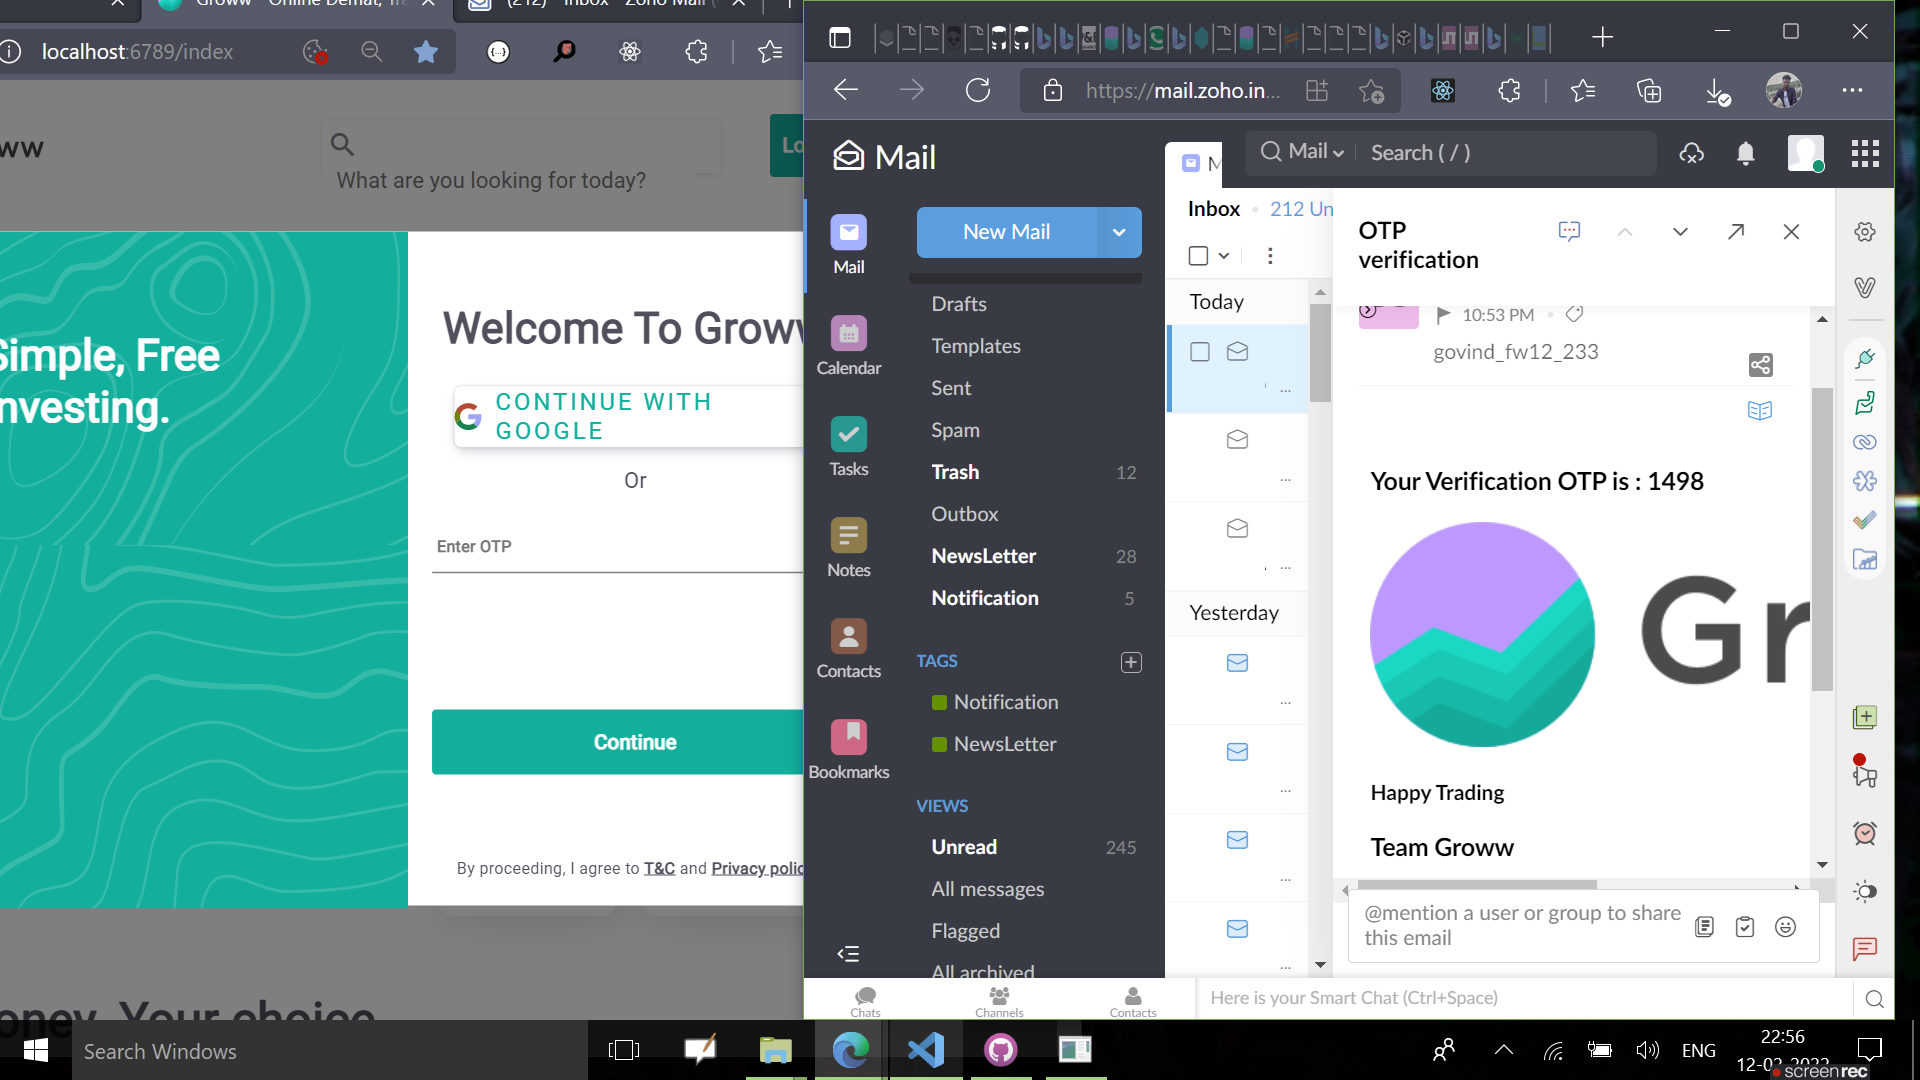 (212) - Inbox - Zoho Mail (
localhost:6789/index
ww
What are you looking for today?
Simple, Free
Investing.
Welcome To Groww
CONTINUE WITH
GOOGLE
Or
Enter OTP
Continue
By proceeding, I agree to T&C and Privacy polic
oney, Your choice
https://mail.zoho.in...
Mail
Mail
Search ( / )
New Mail
Mail
Calendar
Tasks
Notes
Contacts
Bookmarks
Drafts
Templates
Sent
Spam
Trash 12
Outbox
NewsLetter 28
Notification 5
TAGS
Notification
NewsLetter
VIEWS
Unread 245
All messages
Flagged
All archived
Inbox • 212 Un
Today
Yesterday
OTP
verification
10:53 PM
govind_fw12_233
Your Verification OTP is : 1498
Gr
Happy Trading
Team Groww
@mention a user or group to share
this email
Chats
Channels
Contacts
Here is your Smart Chat (Ctrl+Space)
Search Windows
ENG
22:56
screenrec